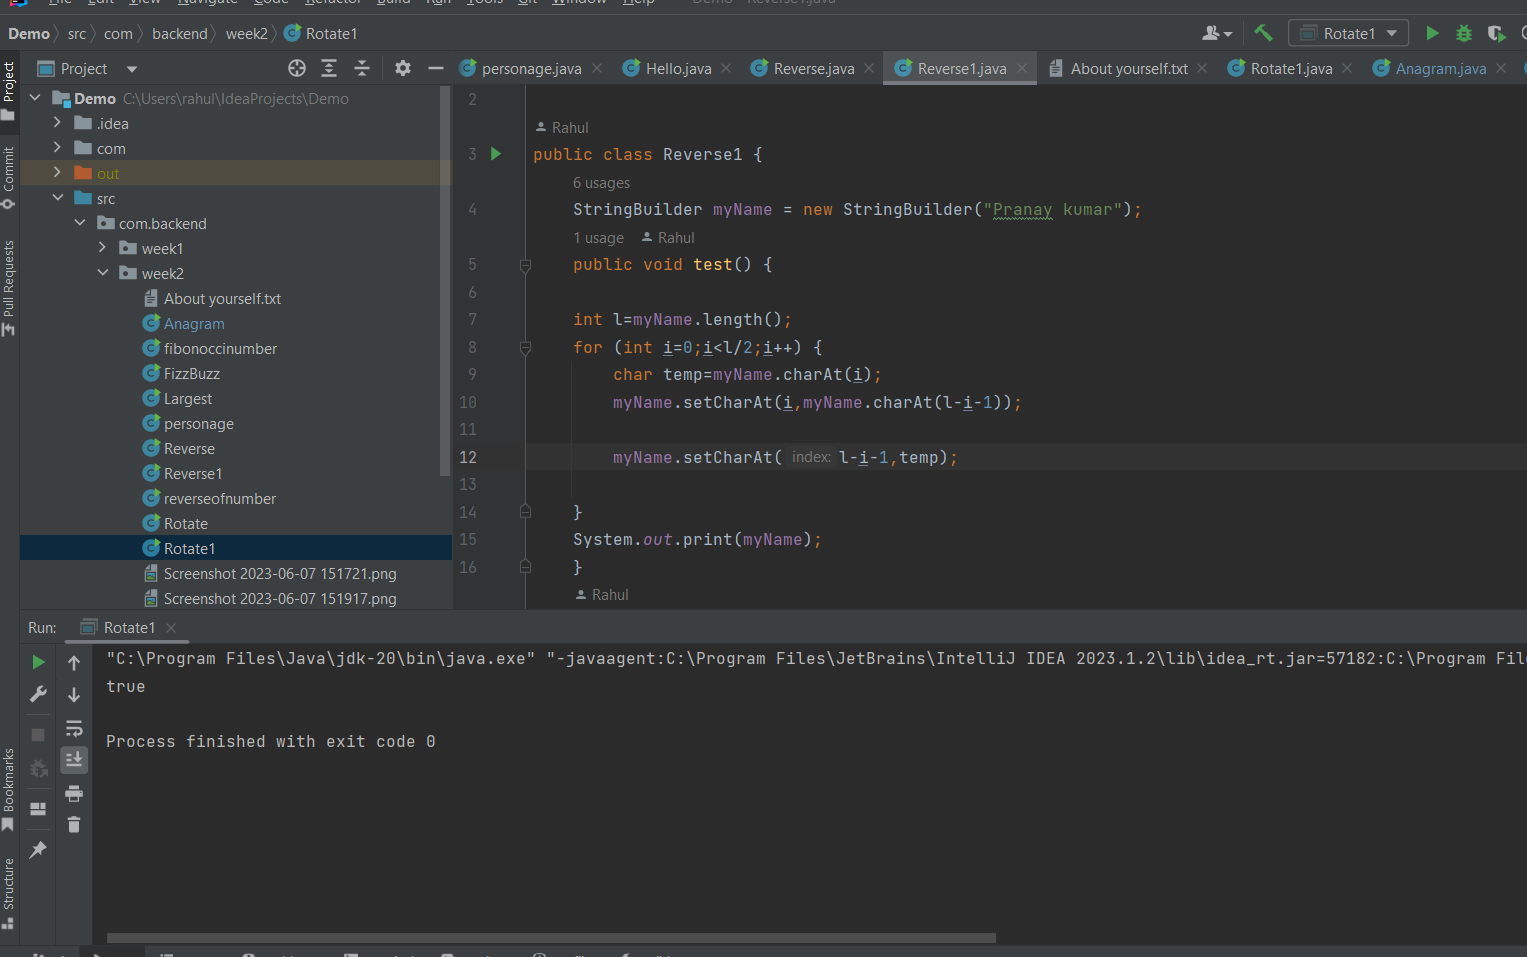 File Edit View Navigate Code Refactor Build Run Tools Git Window Help Demo - Reverse1.java
Demo src com backend week2 Rotate1 Rotate1
Project personage.java Hello.java Reverse.java Reverse1.java About yourself.txt Rotate1.java Anagram.java
Project
Commit
Pull Requests
Bookmarks
Structure
Demo C:\Users\rahul\IdeaProjects\Demo
.idea
com
out
src
com.backend
week1
week2
About yourself.txt
Anagram
fibonoccinumber
FizzBuzz
Largest
personage
Reverse
Reverse1
reverseofnumber
Rotate
Rotate1
Screenshot 2023-06-07 151721.png
Screenshot 2023-06-07 151917.png
2
Rahul
3 public class Reverse1 {
6 usages
4 StringBuilder myName = new StringBuilder("Pranay kumar");
1 usage Rahul
5 public void test() {
6
7 int l=myName.length();
8 for (int i=0;i<l/2;i++) {
9 char temp=myName.charAt(i);
10 myName.setCharAt(i,myName.charAt(l-i-1));
11
12 myName.setCharAt( index: l-i-1,temp);
13
14 }
15 System.out.print(myName);
16 }
Rahul
Run: Rotate1
"C:\Program Files\Java\jdk-20\bin\java.exe" "-javaagent:C:\Program Files\JetBrains\IntelliJ IDEA 2023.1.2\lib\idea_rt.jar=57182:C:\Program Fil
true
Process finished with exit code 0